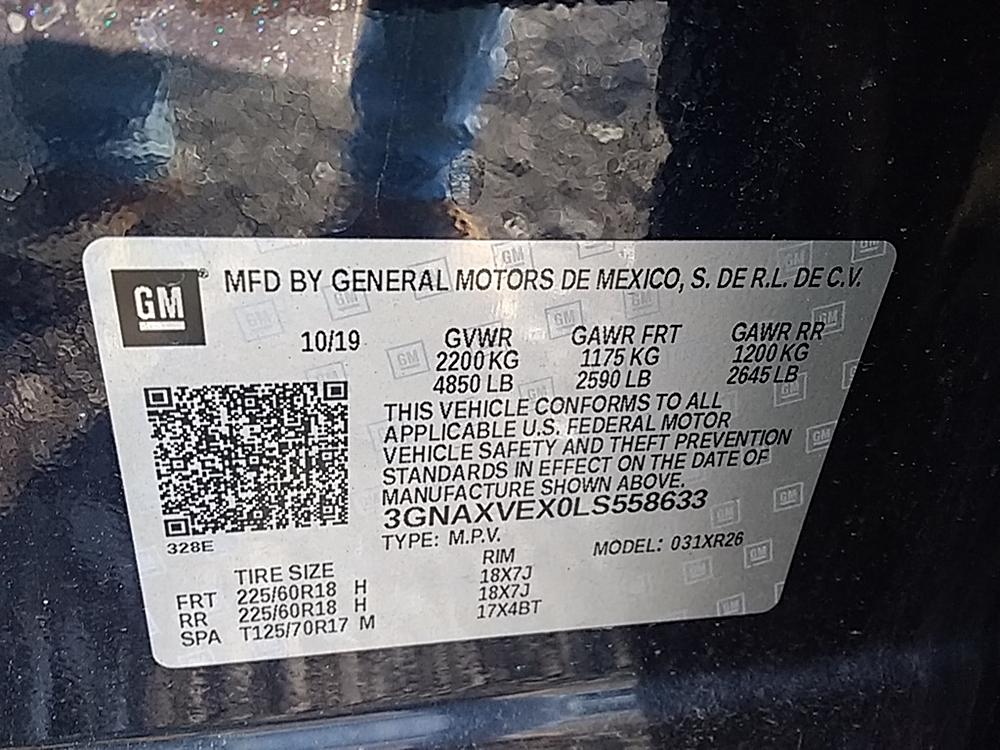 GM® MFD BY GENERAL MOTORS DE MEXICO, S. DE R.L. DE C.V.
10/19
GVWR GAWR FRT GAWR RR
2200 KG 1175 KG 1200 KG
4850 LB 2590 LB 2645 LB
THIS VEHICLE CONFORMS TO ALL
APPLICABLE U.S. FEDERAL MOTOR
VEHICLE SAFETY AND THEFT PREVENTION
STANDARDS IN EFFECT ON THE DATE OF
MANUFACTURE SHOWN ABOVE.
3GNAXVEX0LS558633
328E
TYPE: M.P.V. MODEL: 031XR26
TIRE SIZE RIM
FRT 225/60R18 H 18X7J
RR 225/60R18 H 18X7J
SPA T125/70R17 M 17X4BT